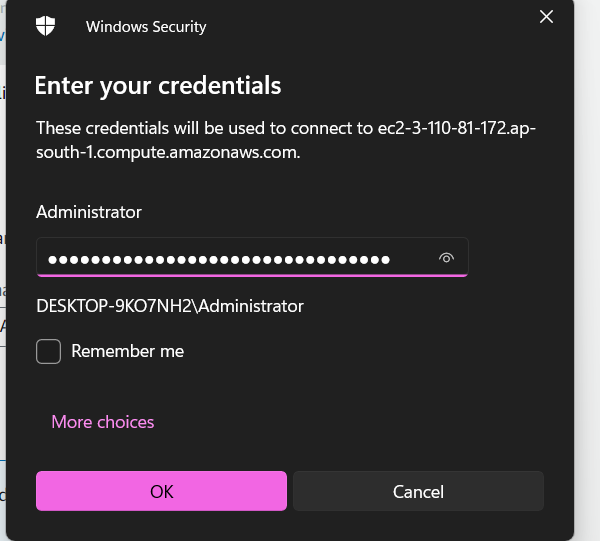 Windows Security
Enter your credentials
These credentials will be used to connect to ec2-3-110-81-172.ap-
south-1.compute.amazonaws.com.
Administrator
●●●●●●●●●●●●●●●●●●●●●●●●●●●●●●●●
DESKTOP-9KO7NH2\Administrator
Remember me
More choices
OK
Cancel